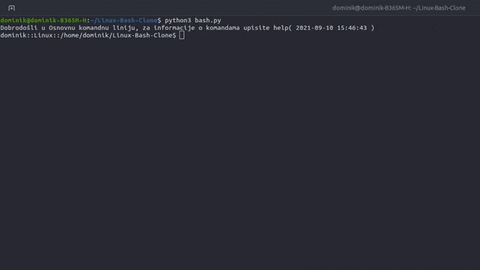 dominik@dominik-B365M-H: ~/Linux-Bash-Clone
dominik@dominik-B365M-H:~/Linux-Bash-Clone$ python3 bash.py
Dobrodošli u Osnovnu komandnu liniju, za informacije o komandama upisite help( 2021-09-10 15:46:43 )
dominik::Linux::/home/dominik/Linux-Bash-Clone$